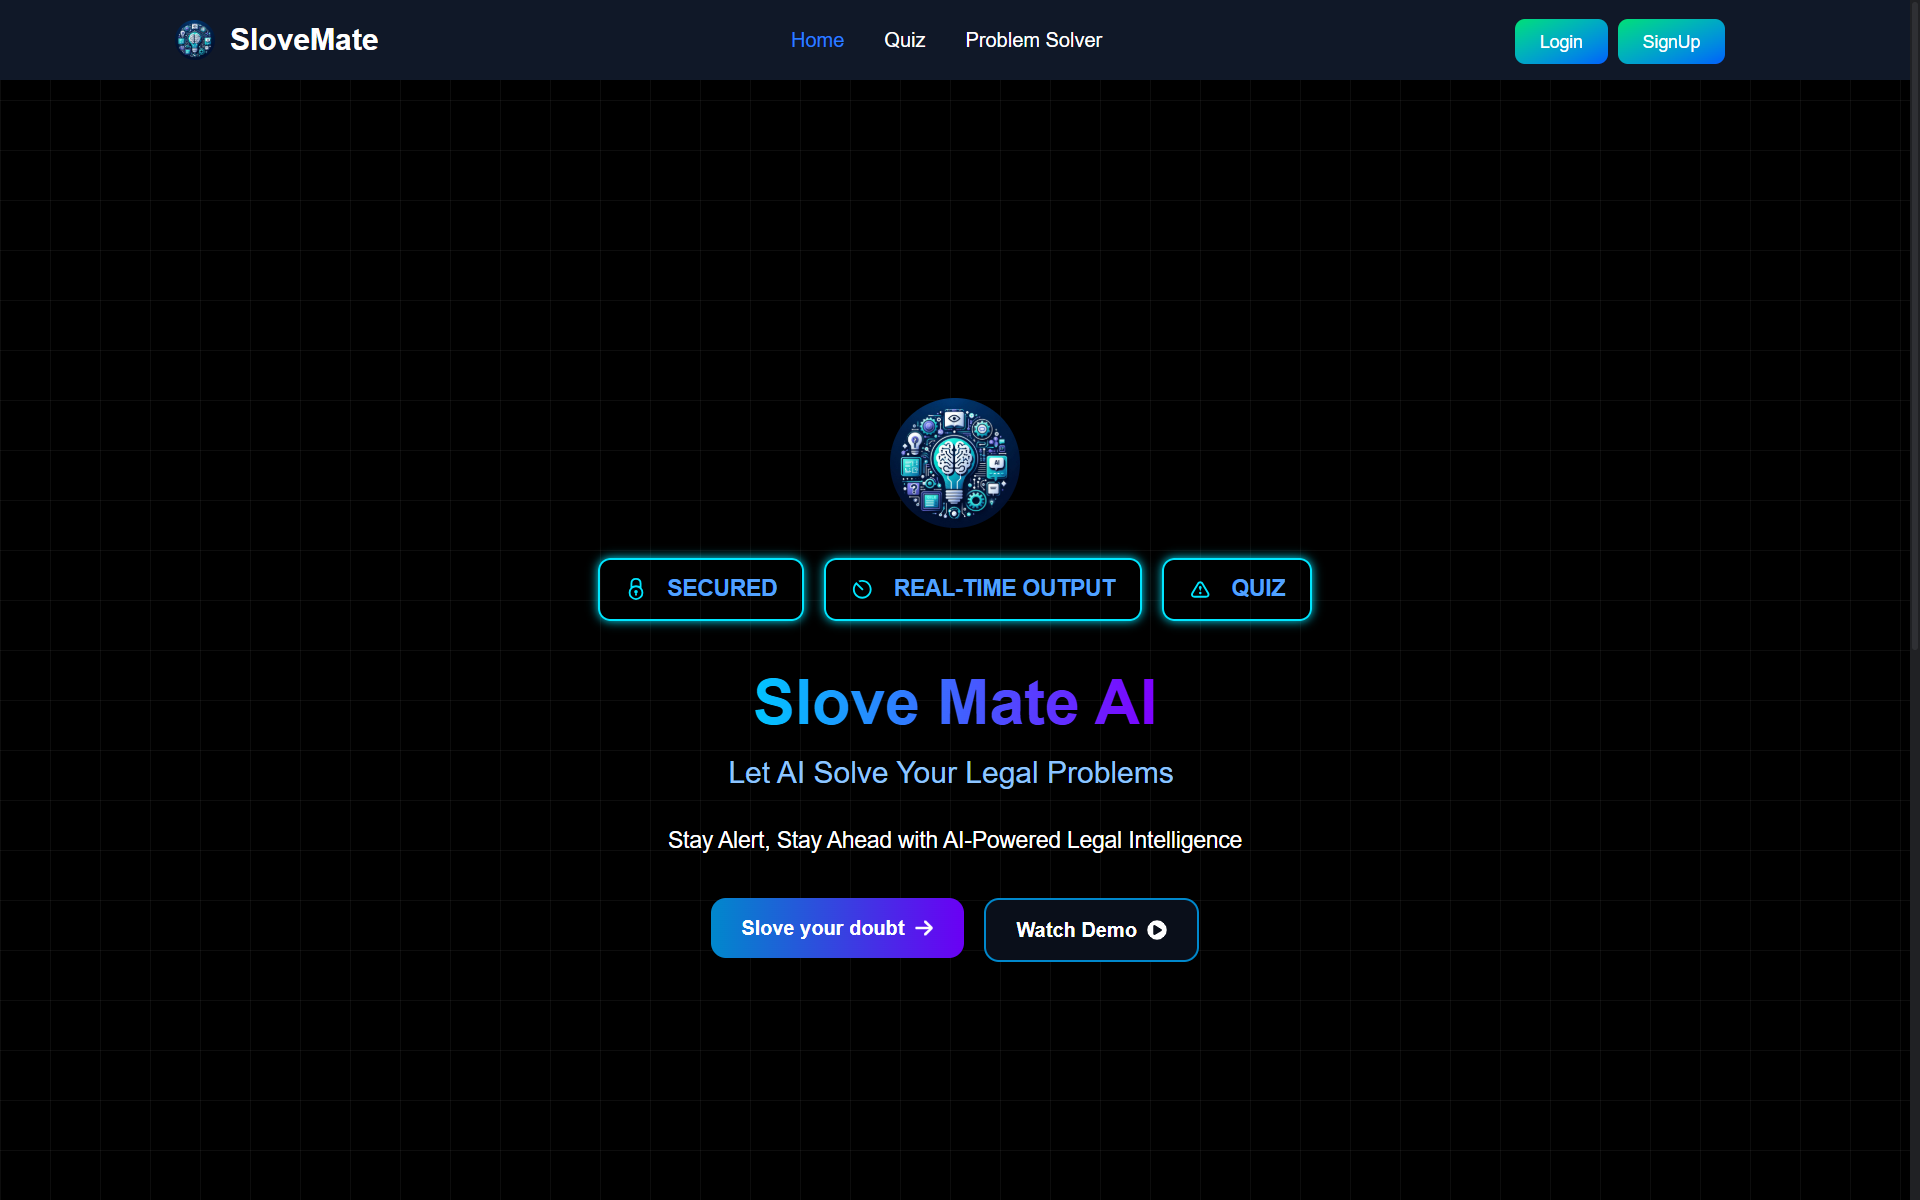 SloveMate
Home
Quiz
Problem Solver
Login
SignUp
SECURED
REAL-TIME OUTPUT
QUIZ
Slove Mate AI
Let AI Solve Your Legal Problems
Stay Alert, Stay Ahead with AI-Powered Legal Intelligence
Slove your doubt
Watch Demo